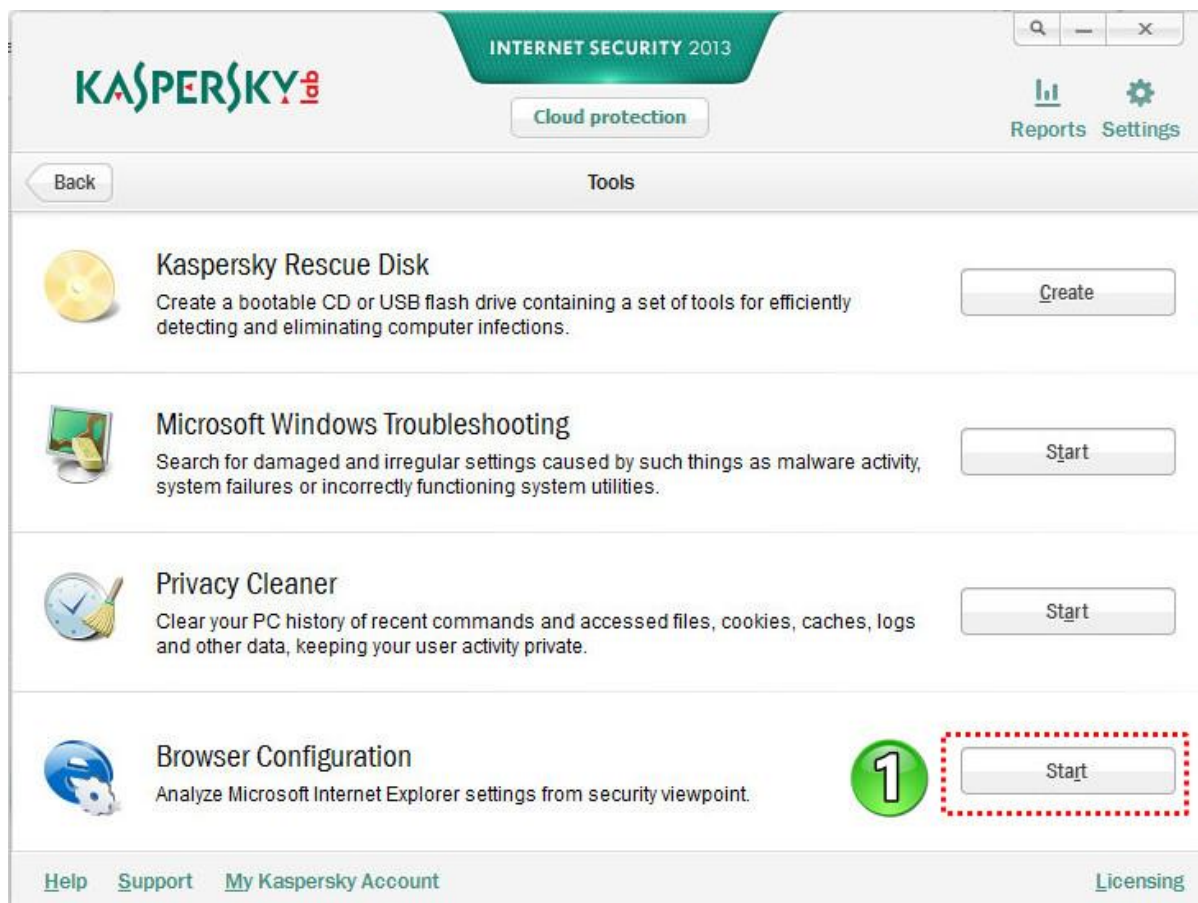 INTERNET SECURITY 2013
KASPERSKY lab
Cloud protection
Reports Settings
Back
Tools
Kaspersky Rescue Disk
Create a bootable CD or USB flash drive containing a set of tools for efficiently
detecting and eliminating computer infections.
Create
Microsoft Windows Troubleshooting
Search for damaged and irregular settings caused by such things as malware activity,
system failures or incorrectly functioning system utilities.
Start
Privacy Cleaner
Clear your PC history of recent commands and accessed files, cookies, caches, logs
and other data, keeping your user activity private.
Start
Browser Configuration
Analyze Microsoft Internet Explorer settings from security viewpoint.
1
Start
Help Support My Kaspersky Account Licensing